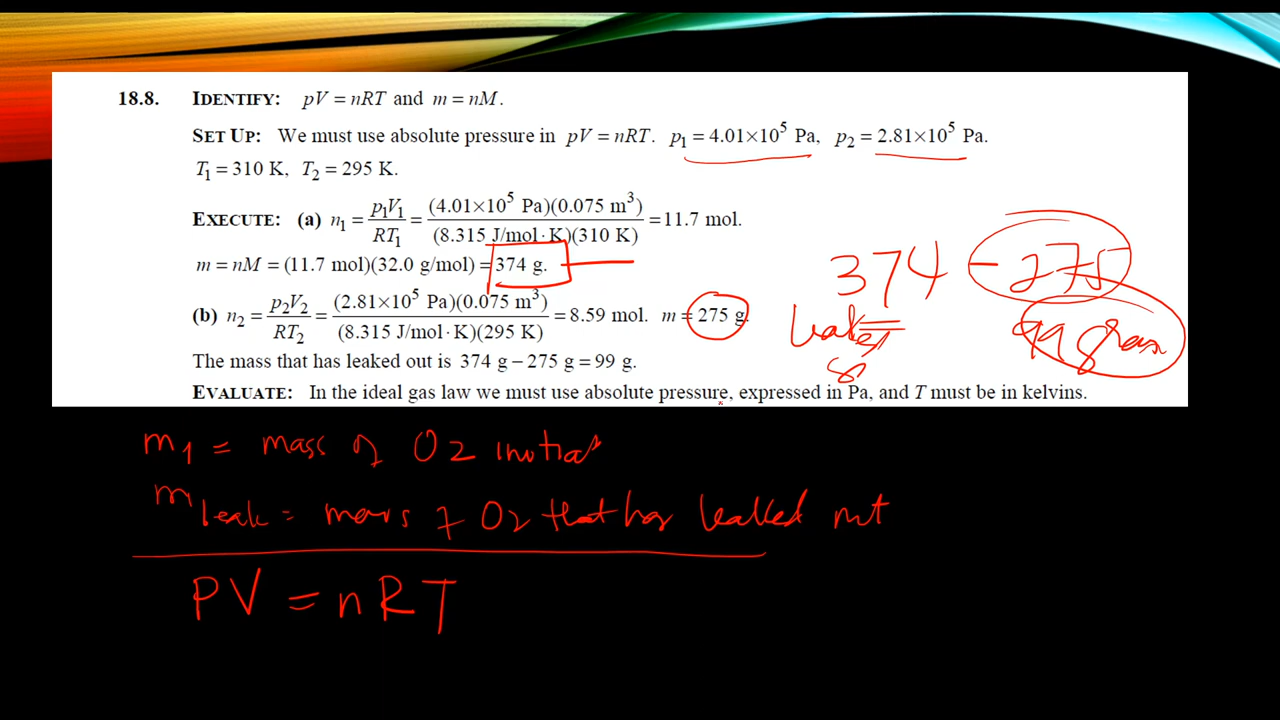 18.8. IDENTIFY: pV = nRT and m = nM.
SET UP: We must use absolute pressure in pV = nRT. p₁ = 4.01×10⁵ Pa, p₂ = 2.81×10⁵ Pa.
T₁ = 310 K, T₂ = 295 K.
EXECUTE: (a) n₁ = p₁V₁/RT₁ = (4.01×10⁵ Pa)(0.075 m³)/(8.315 J/mol·K)(310 K) = 11.7 mol.
m = nM = (11.7 mol)(32.0 g/mol) = 374 g.
374 − 275
(b) n₂ = p₂V₂/RT₂ = (2.81×10⁵ Pa)(0.075 m³)/(8.315 J/mol·K)(295 K) = 8.59 mol. m = 275 g.
leaked
99 gram
The mass that has leaked out is 374 g − 275 g = 99 g.
EVALUATE: In the ideal gas law we must use absolute pressure, expressed in Pa, and T must be in kelvins.
m₁ = mass of O2 initial
m leak = mass of O2 that has leaked out
PV = nRT